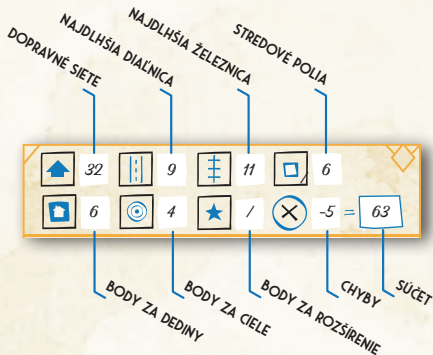 DOPRAVNÉ SIETE
NAJDLHŠIA DIAĽNICA
NAJDLHŠIA ŽELEZNICA
STREDOVÉ POLIA
32 9 11 6
6 4 / -5 = 63
BODY ZA DEDINY
BODY ZA CIELE
BODY ZA ROZŠÍRENIE
CHYBY
SÚČET